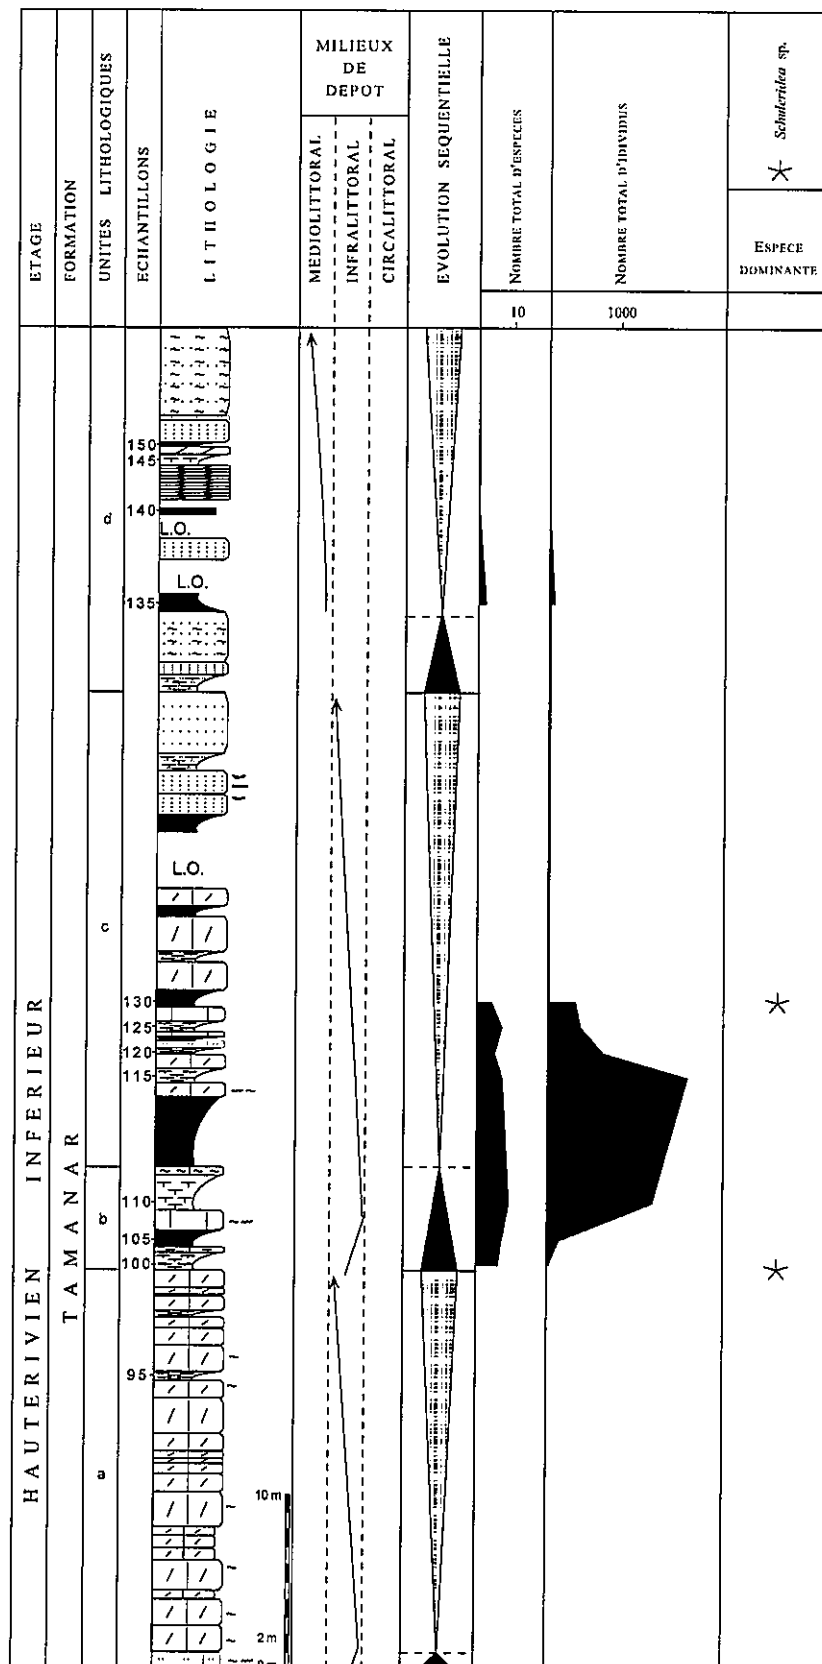 ETAGE
FORMATION
UNITES LITHOLOGIQUES
ECHANTILLONS
LITHOLOGIE
MILIEUX
DE
DEPOT
MEDIOLITTORAL
INFRALITTORAL
CIRCALITTORAL
EVOLUTION SEQUENTIELLE
NOMBRE TOTAL D'ESPECES
10
NOMBRE TOTAL D'IDIVIDUS
1000
Schuleridea sp.
ESPECE
DOMINANTE
HAUTERIVIEN INFERIEUR
TAMANAR
d
c
b
a
150
145
140
L.O.
L.O.
135
L.O.
130
125
120
115
110
105
100
95
10 m
2 m